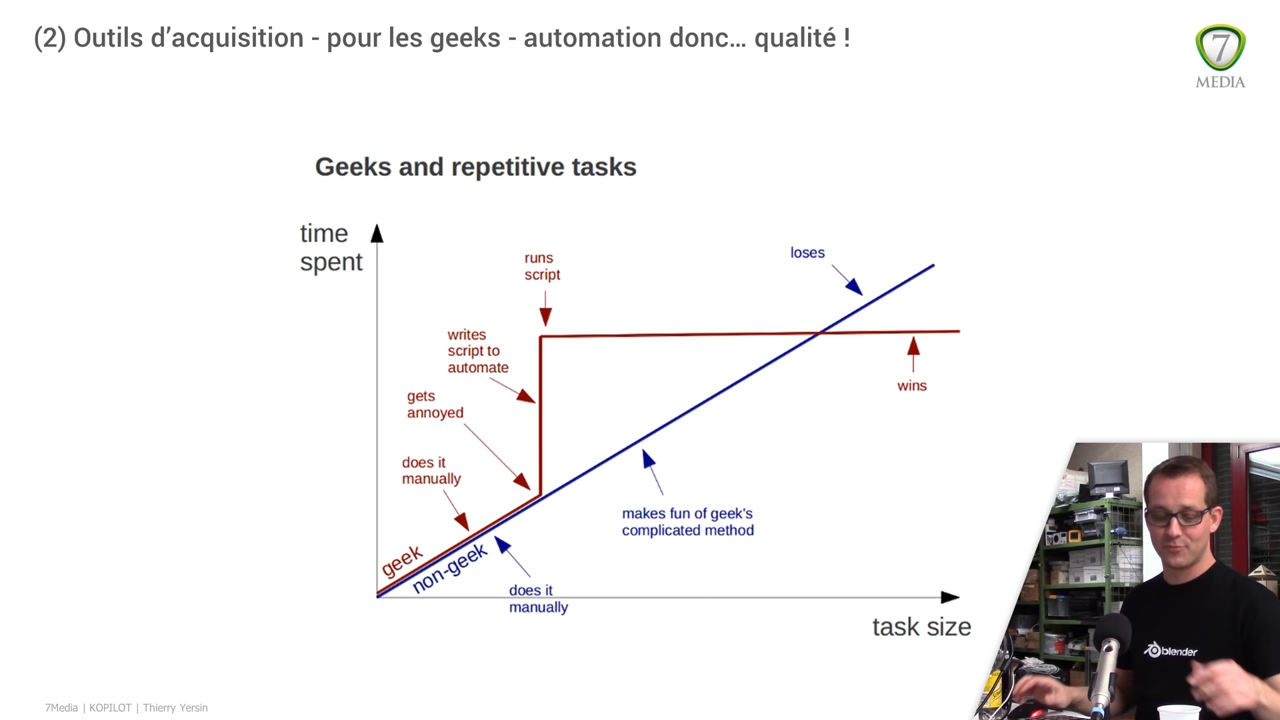 (2) Outils d’acquisition - pour les geeks - automation donc… qualité !
7
MEDIA
Geeks and repetitive tasks
time
spent
runs
script
loses
writes
script to
automate
wins
gets
annoyed
does it
manually
makes fun of geek's
complicated method
geek
non-geek
does it
manually
task size
blender
7Media | KOPILOT | Thierry Yersin